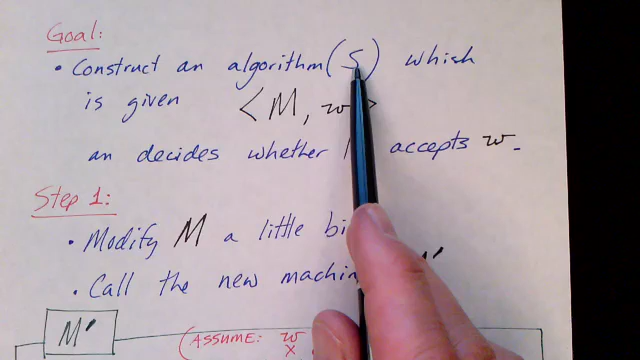 Goal:
• Construct an algorithm (S) which
is given <M, w>
an decides whether accepts w.
Step 1:
• Modify M a little
• Call the new M'
M'
(ASSUME: w
x